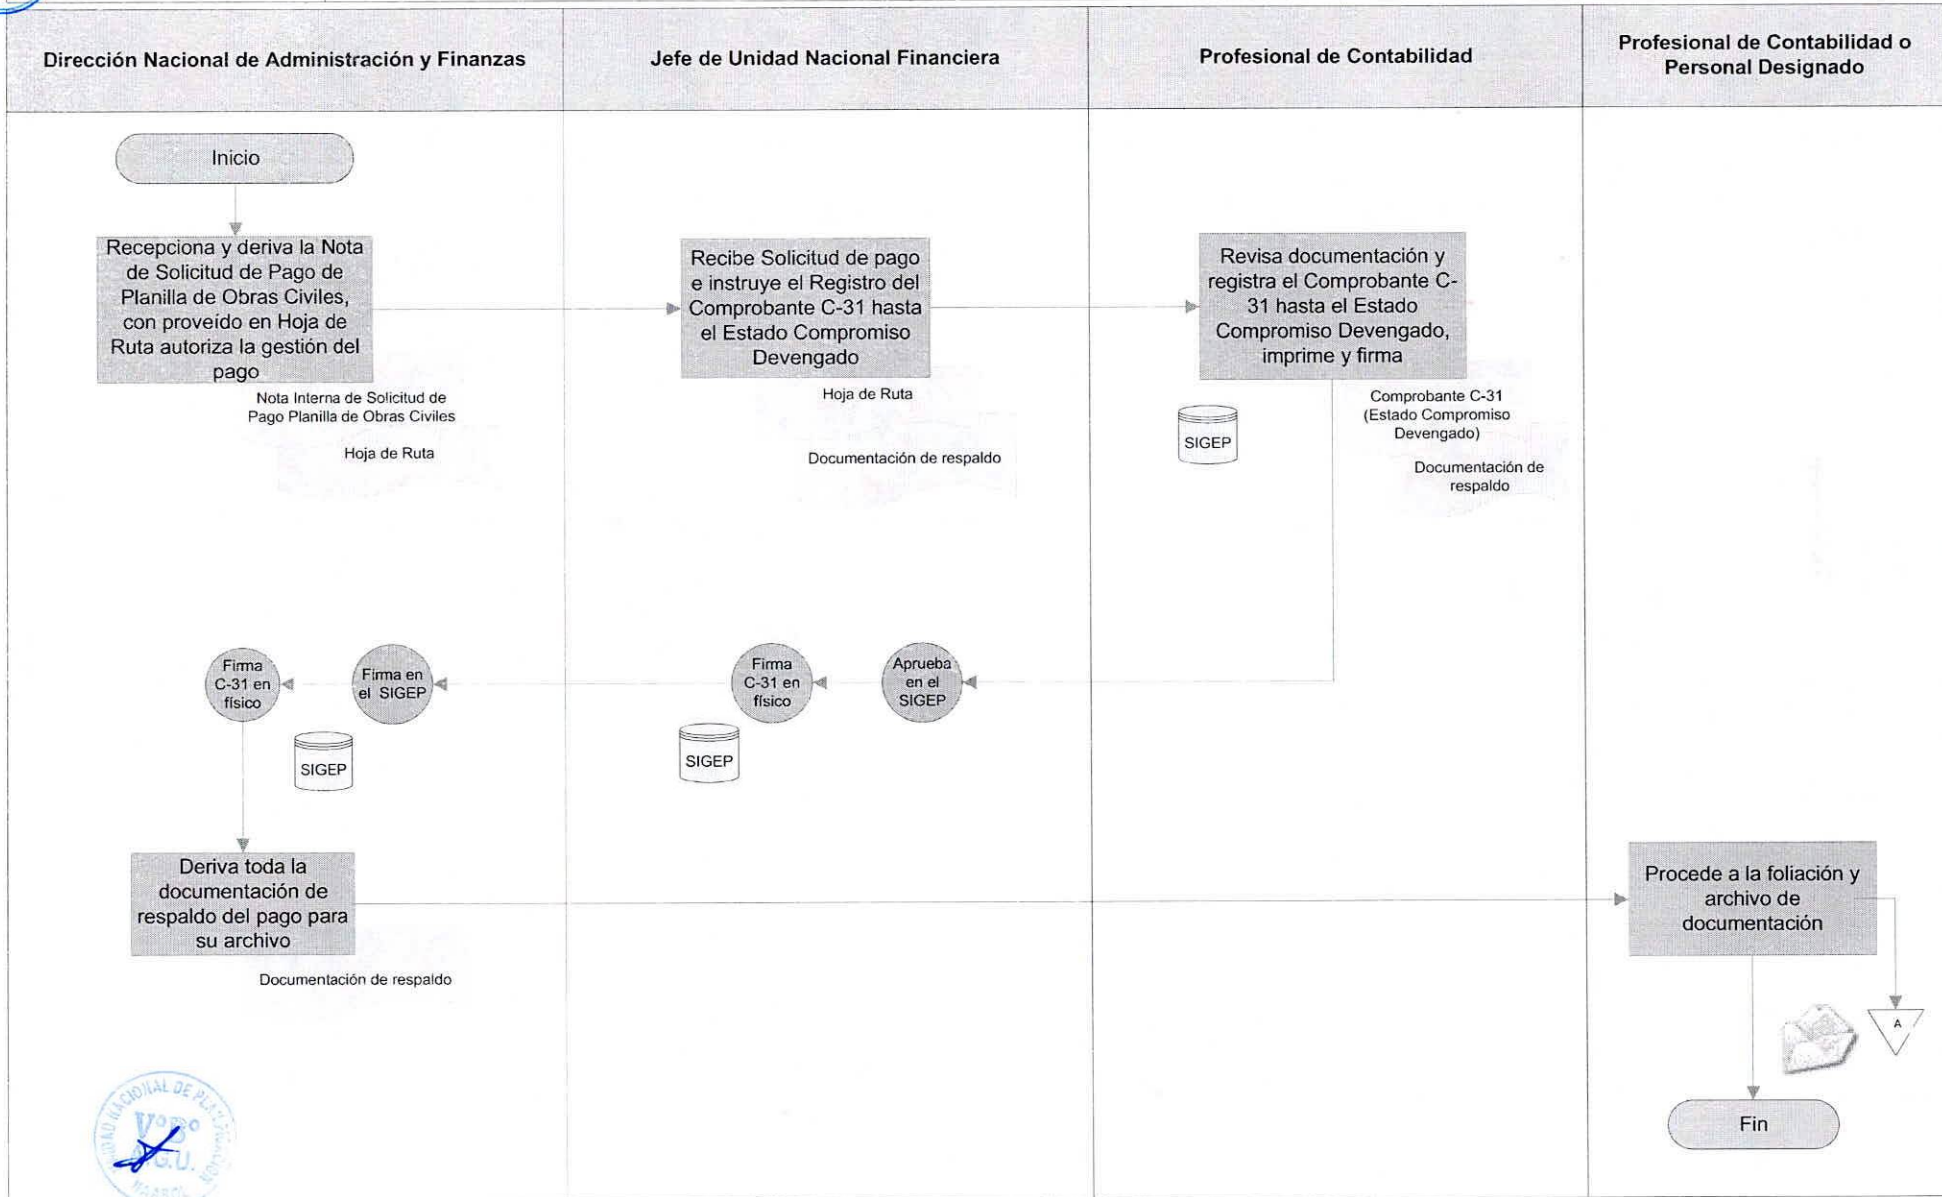 Dirección Nacional de Administración y Finanzas
Jefe de Unidad Nacional Financiera
Profesional de Contabilidad
Profesional de Contabilidad o
Personal Designado
Inicio
Recepciona y deriva la Nota
de Solicitud de Pago de
Planilla de Obras Civiles,
con proveído en Hoja de
Ruta autoriza la gestión del
pago
Nota Interna de Solicitud de
Pago Planilla de Obras Civiles
Hoja de Ruta
Recibe Solicitud de pago
e instruye el Registro del
Comprobante C-31 hasta
el Estado Compromiso
Devengado
Hoja de Ruta
Documentación de respaldo
Revisa documentación y
registra el Comprobante C-
31 hasta el Estado
Compromiso Devengado,
imprime y firma
SIGEP
Comprobante C-31
(Estado Compromiso
Devengado)
Documentación de
respaldo
Aprueba
en el
SIGEP
Firma
C-31 en
físico
SIGEP
Firma en
el SIGEP
Firma
C-31 en
físico
SIGEP
Deriva toda la
documentación de
respaldo del pago para
su archivo
Documentación de respaldo
Procede a la foliación y
archivo de
documentación
A
Fin
UNIDAD NACIONAL DE PLANIFICACIÓN
V°B°
A.G.U.